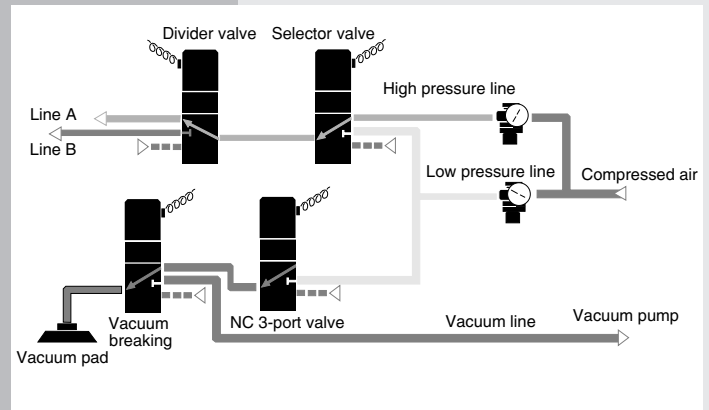 Divider valve
Selector valve
High pressure line
Line A
Line B
Low pressure line
Compressed air
Vacuum
breaking
NC 3-port valve
Vacuum line
Vacuum pump
Vacuum pad